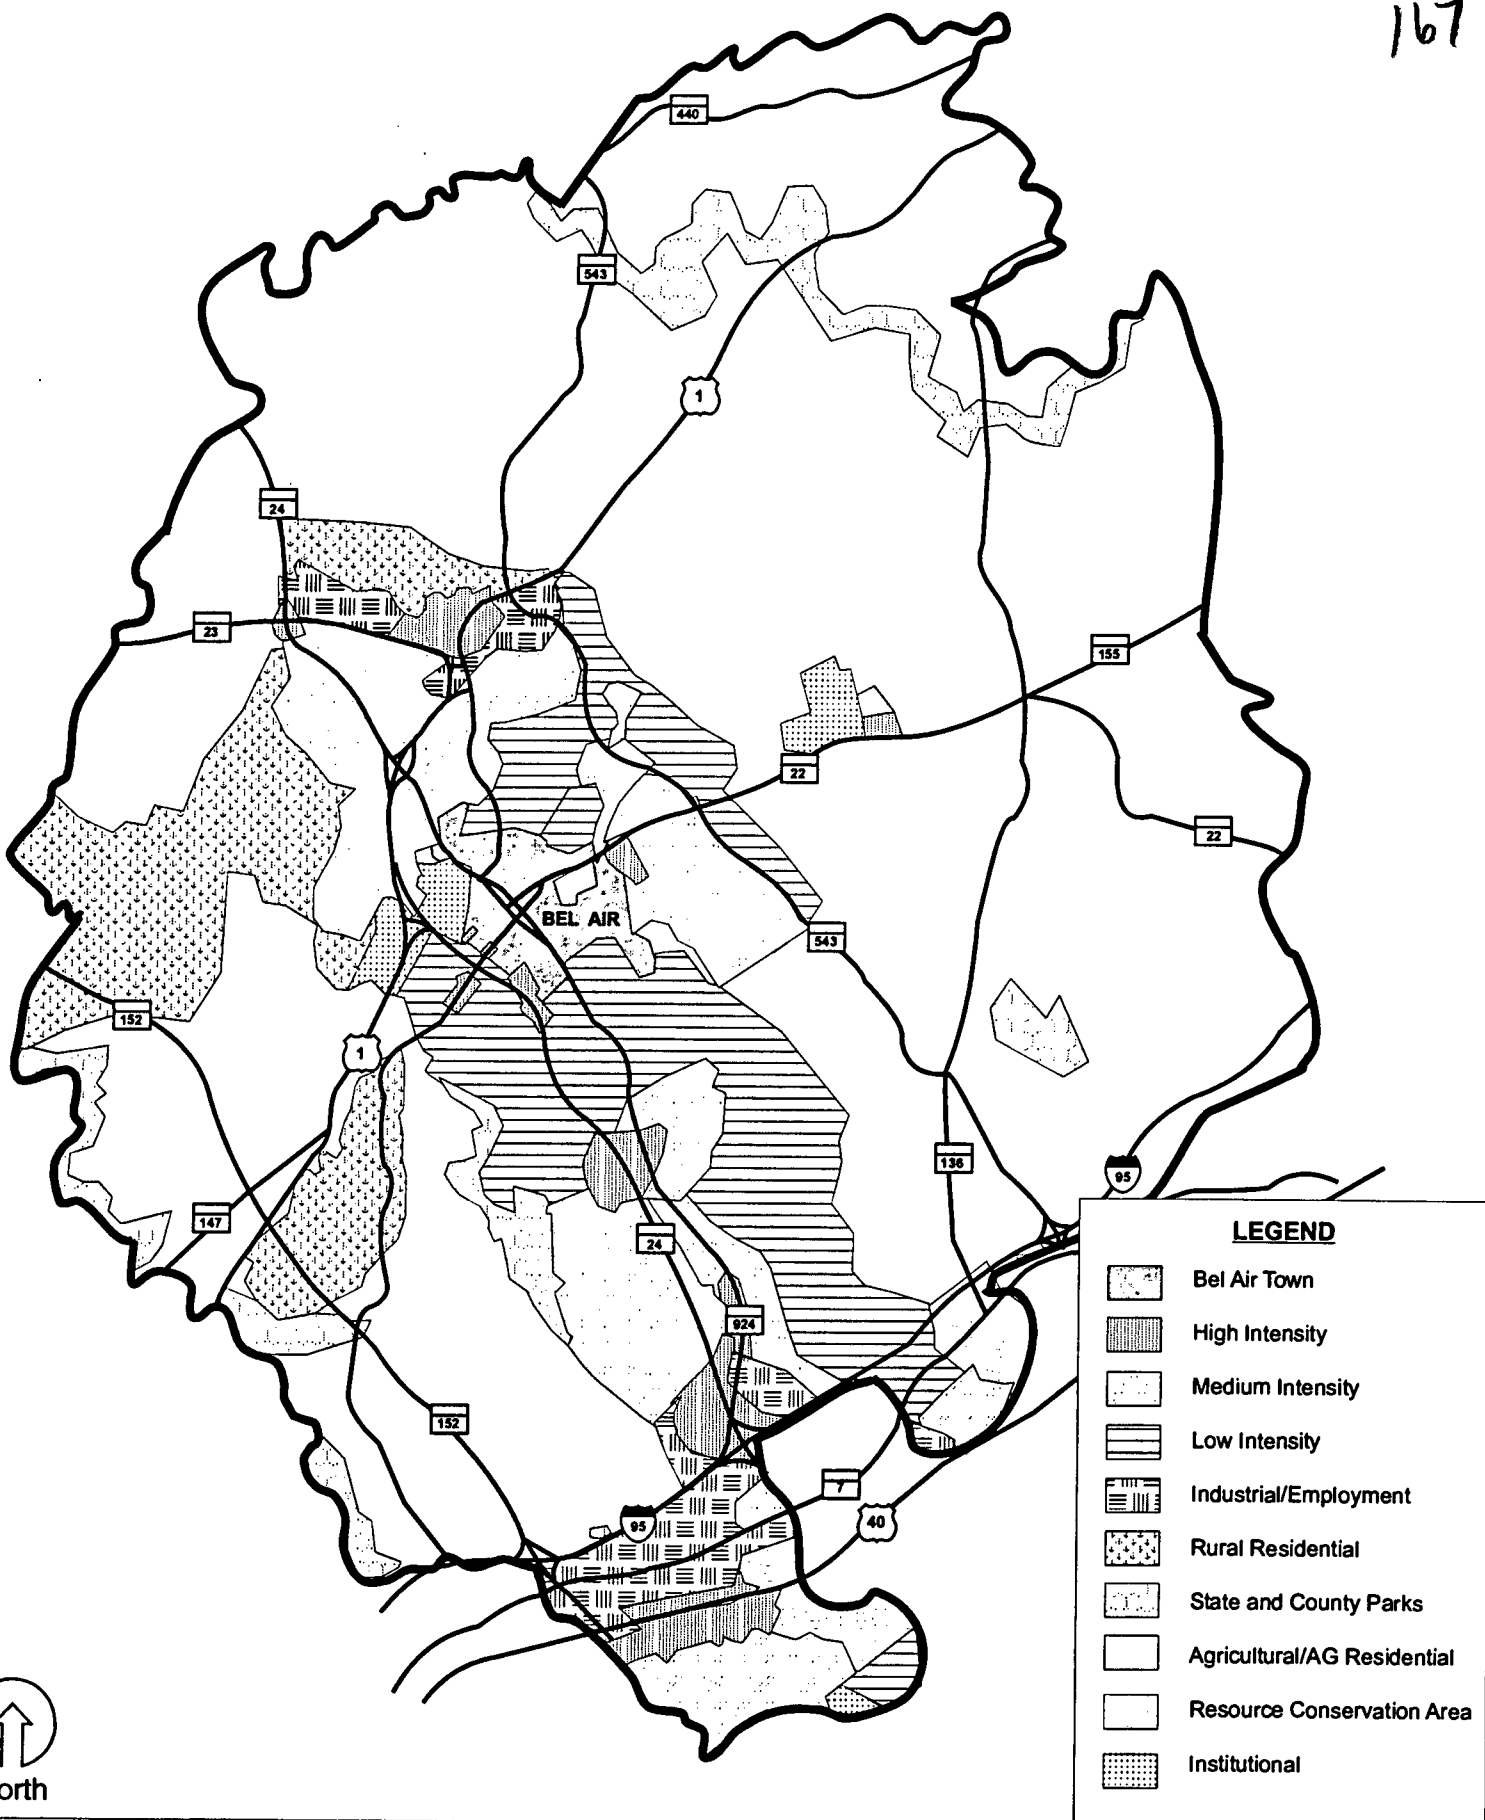 167
440
543
1
24
23
155
22
22
BEL AIR
543
152
1
136
95
147
24
924
152
7
95
40
LEGEND
Bel Air Town
High Intensity
Medium Intensity
Low Intensity
Industrial/Employment
Rural Residential
State and County Parks
Agricultural/AG Residential
Resource Conservation Area
Institutional
orth